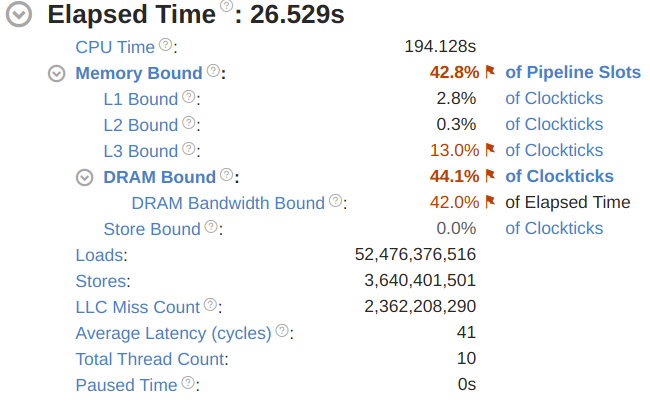 Elapsed Time ?: 26.529s
CPU Time ?: 194.128s
Memory Bound ?: 42.8% of Pipeline Slots
L1 Bound ?: 2.8% of Clockticks
L2 Bound ?: 0.3% of Clockticks
L3 Bound ?: 13.0% of Clockticks
DRAM Bound ?: 44.1% of Clockticks
DRAM Bandwidth Bound ?: 42.0% of Elapsed Time
Store Bound ?: 0.0% of Clockticks
Loads: 52,476,376,516
Stores: 3,640,401,501
LLC Miss Count ?: 2,362,208,290
Average Latency (cycles) ?: 41
Total Thread Count: 10
Paused Time ?: 0s